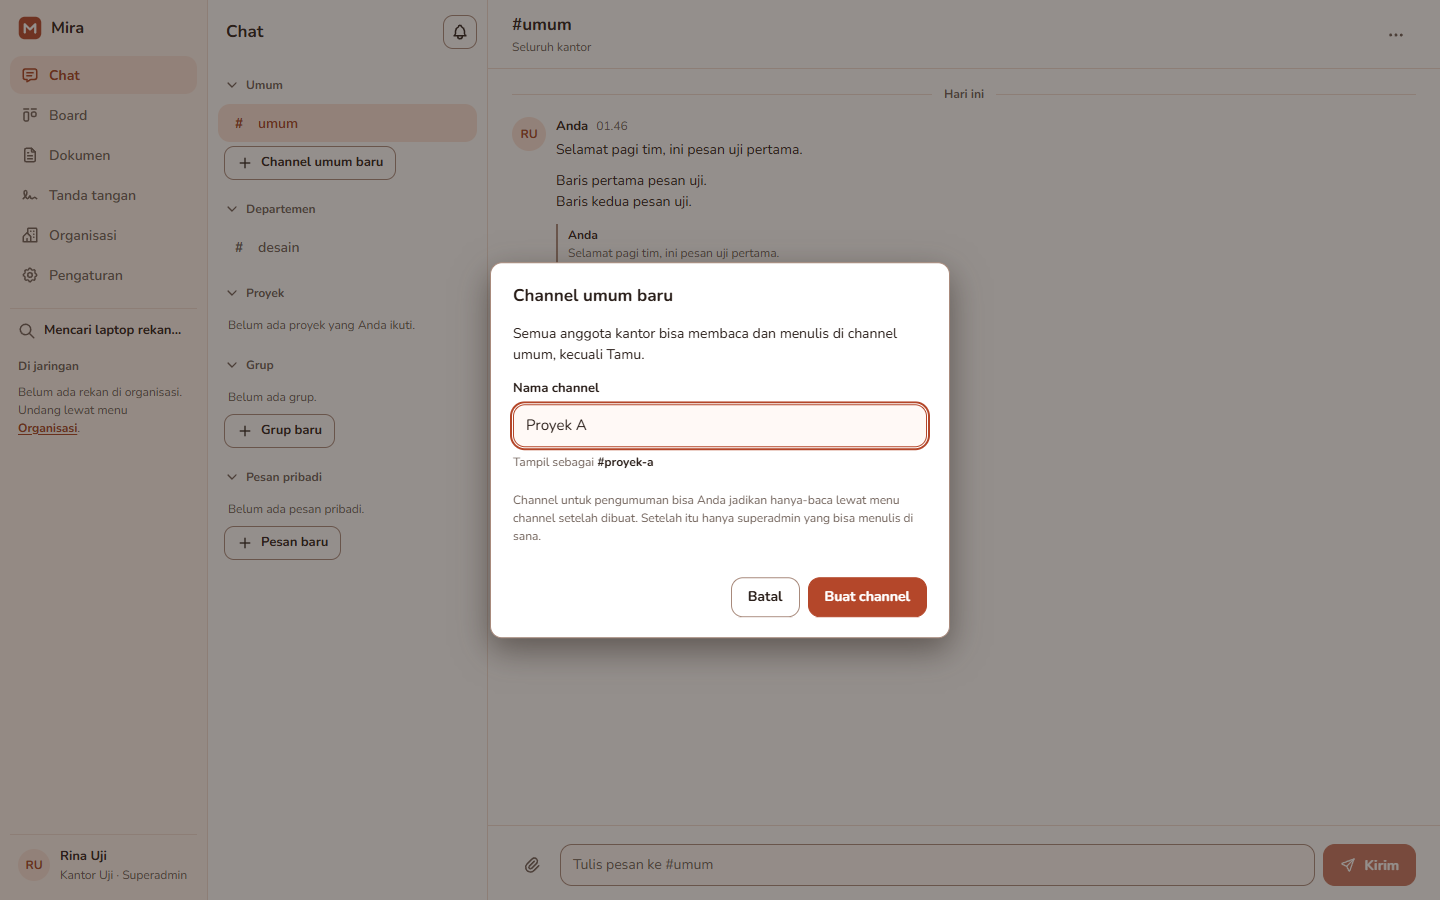 Mira
Chat
Board
Dokumen
Tanda tangan
Organisasi
Pengaturan
Mencari laptop rekan...
Di jaringan
Belum ada rekan di organisasi.
Undang lewat menu
Organisasi.
RU
Rina Uji
Kantor Uji · Superadmin
Chat
Umum
# umum
Channel umum baru
Departemen
# desain
Proyek
Belum ada proyek yang Anda ikuti.
Grup
Belum ada grup.
Grup baru
Pesan pribadi
Belum ada pesan pribadi.
Pesan baru
#umum
Seluruh kantor
Hari ini
RU
Anda 01.46
Selamat pagi tim, ini pesan uji pertama.
Baris pertama pesan uji.
Baris kedua pesan uji.
Anda
Selamat pagi tim, ini pesan uji pertama.
Channel umum baru
Semua anggota kantor bisa membaca dan menulis di channel
umum, kecuali Tamu.
Nama channel
Proyek A
Tampil sebagai #proyek-a
Channel untuk pengumuman bisa Anda jadikan hanya-baca lewat menu
channel setelah dibuat. Setelah itu hanya superadmin yang bisa menulis di
sana.
Batal
Buat channel
Tulis pesan ke #umum
Kirim